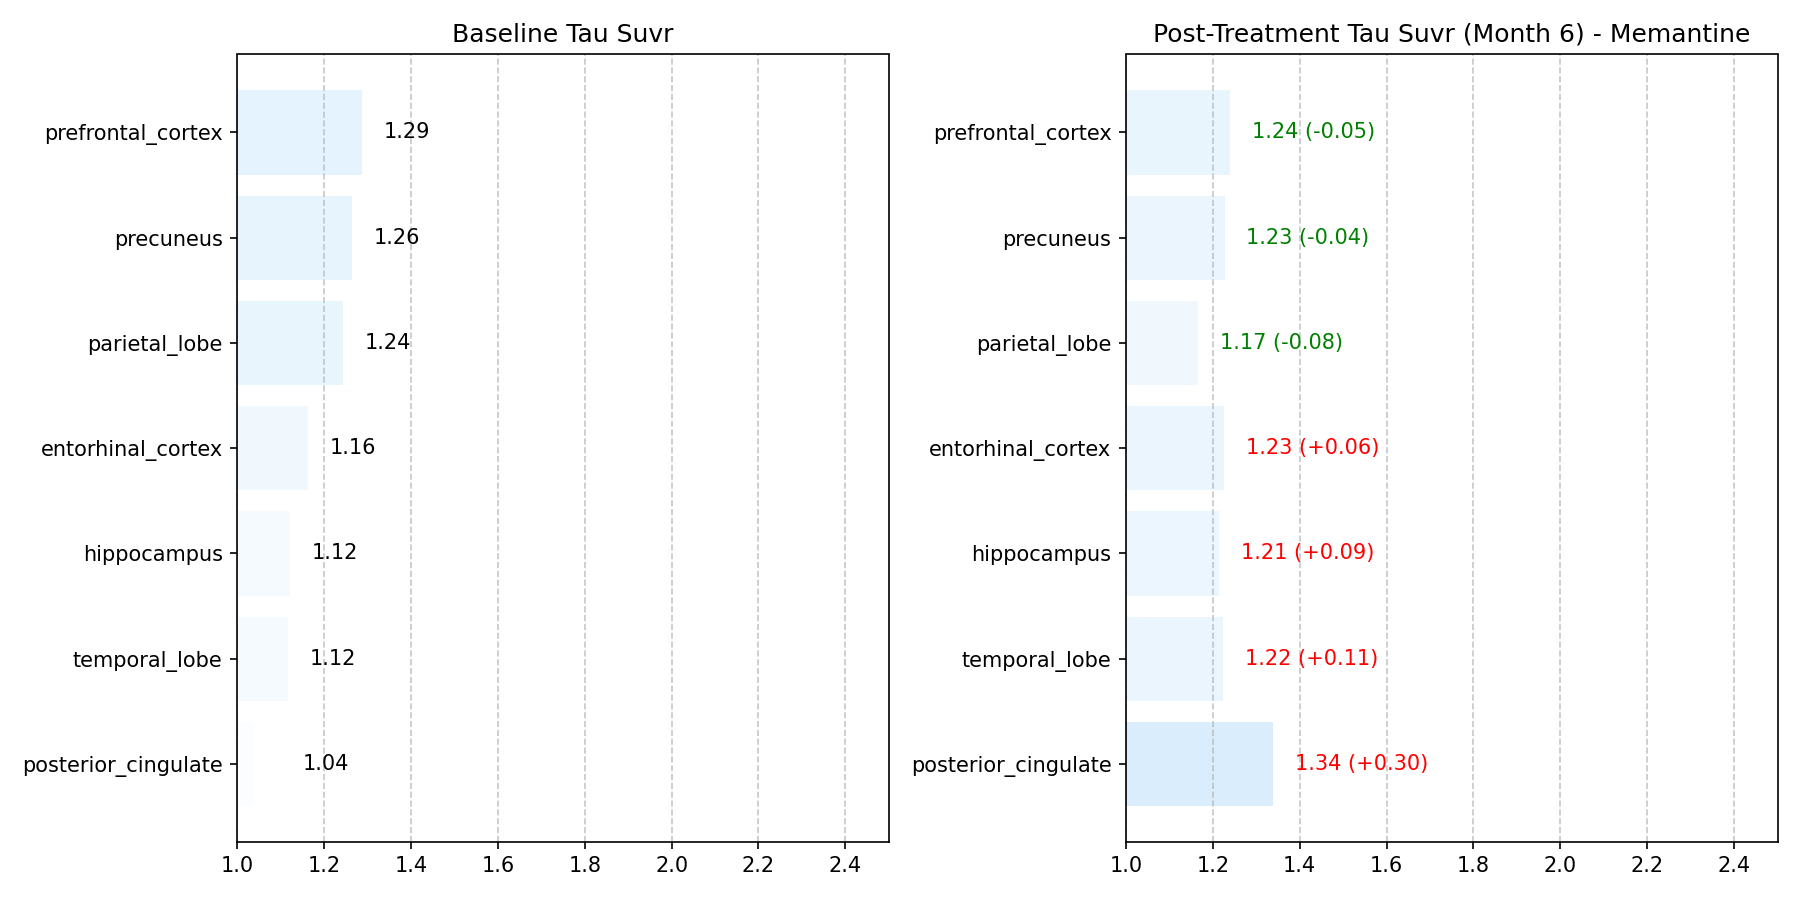 Baseline Tau Suvr
prefrontal_cortex 1.29
precuneus 1.26
parietal_lobe 1.24
entorhinal_cortex 1.16
hippocampus 1.12
temporal_lobe 1.12
posterior_cingulate 1.04
1.0 1.2 1.4 1.6 1.8 2.0 2.2 2.4
Post-Treatment Tau Suvr (Month 6) - Memantine
prefrontal_cortex 1.24 (-0.05)
precuneus 1.23 (-0.04)
parietal_lobe 1.17 (-0.08)
entorhinal_cortex 1.23 (+0.06)
hippocampus 1.21 (+0.09)
temporal_lobe 1.22 (+0.11)
posterior_cingulate 1.34 (+0.30)
1.0 1.2 1.4 1.6 1.8 2.0 2.2 2.4